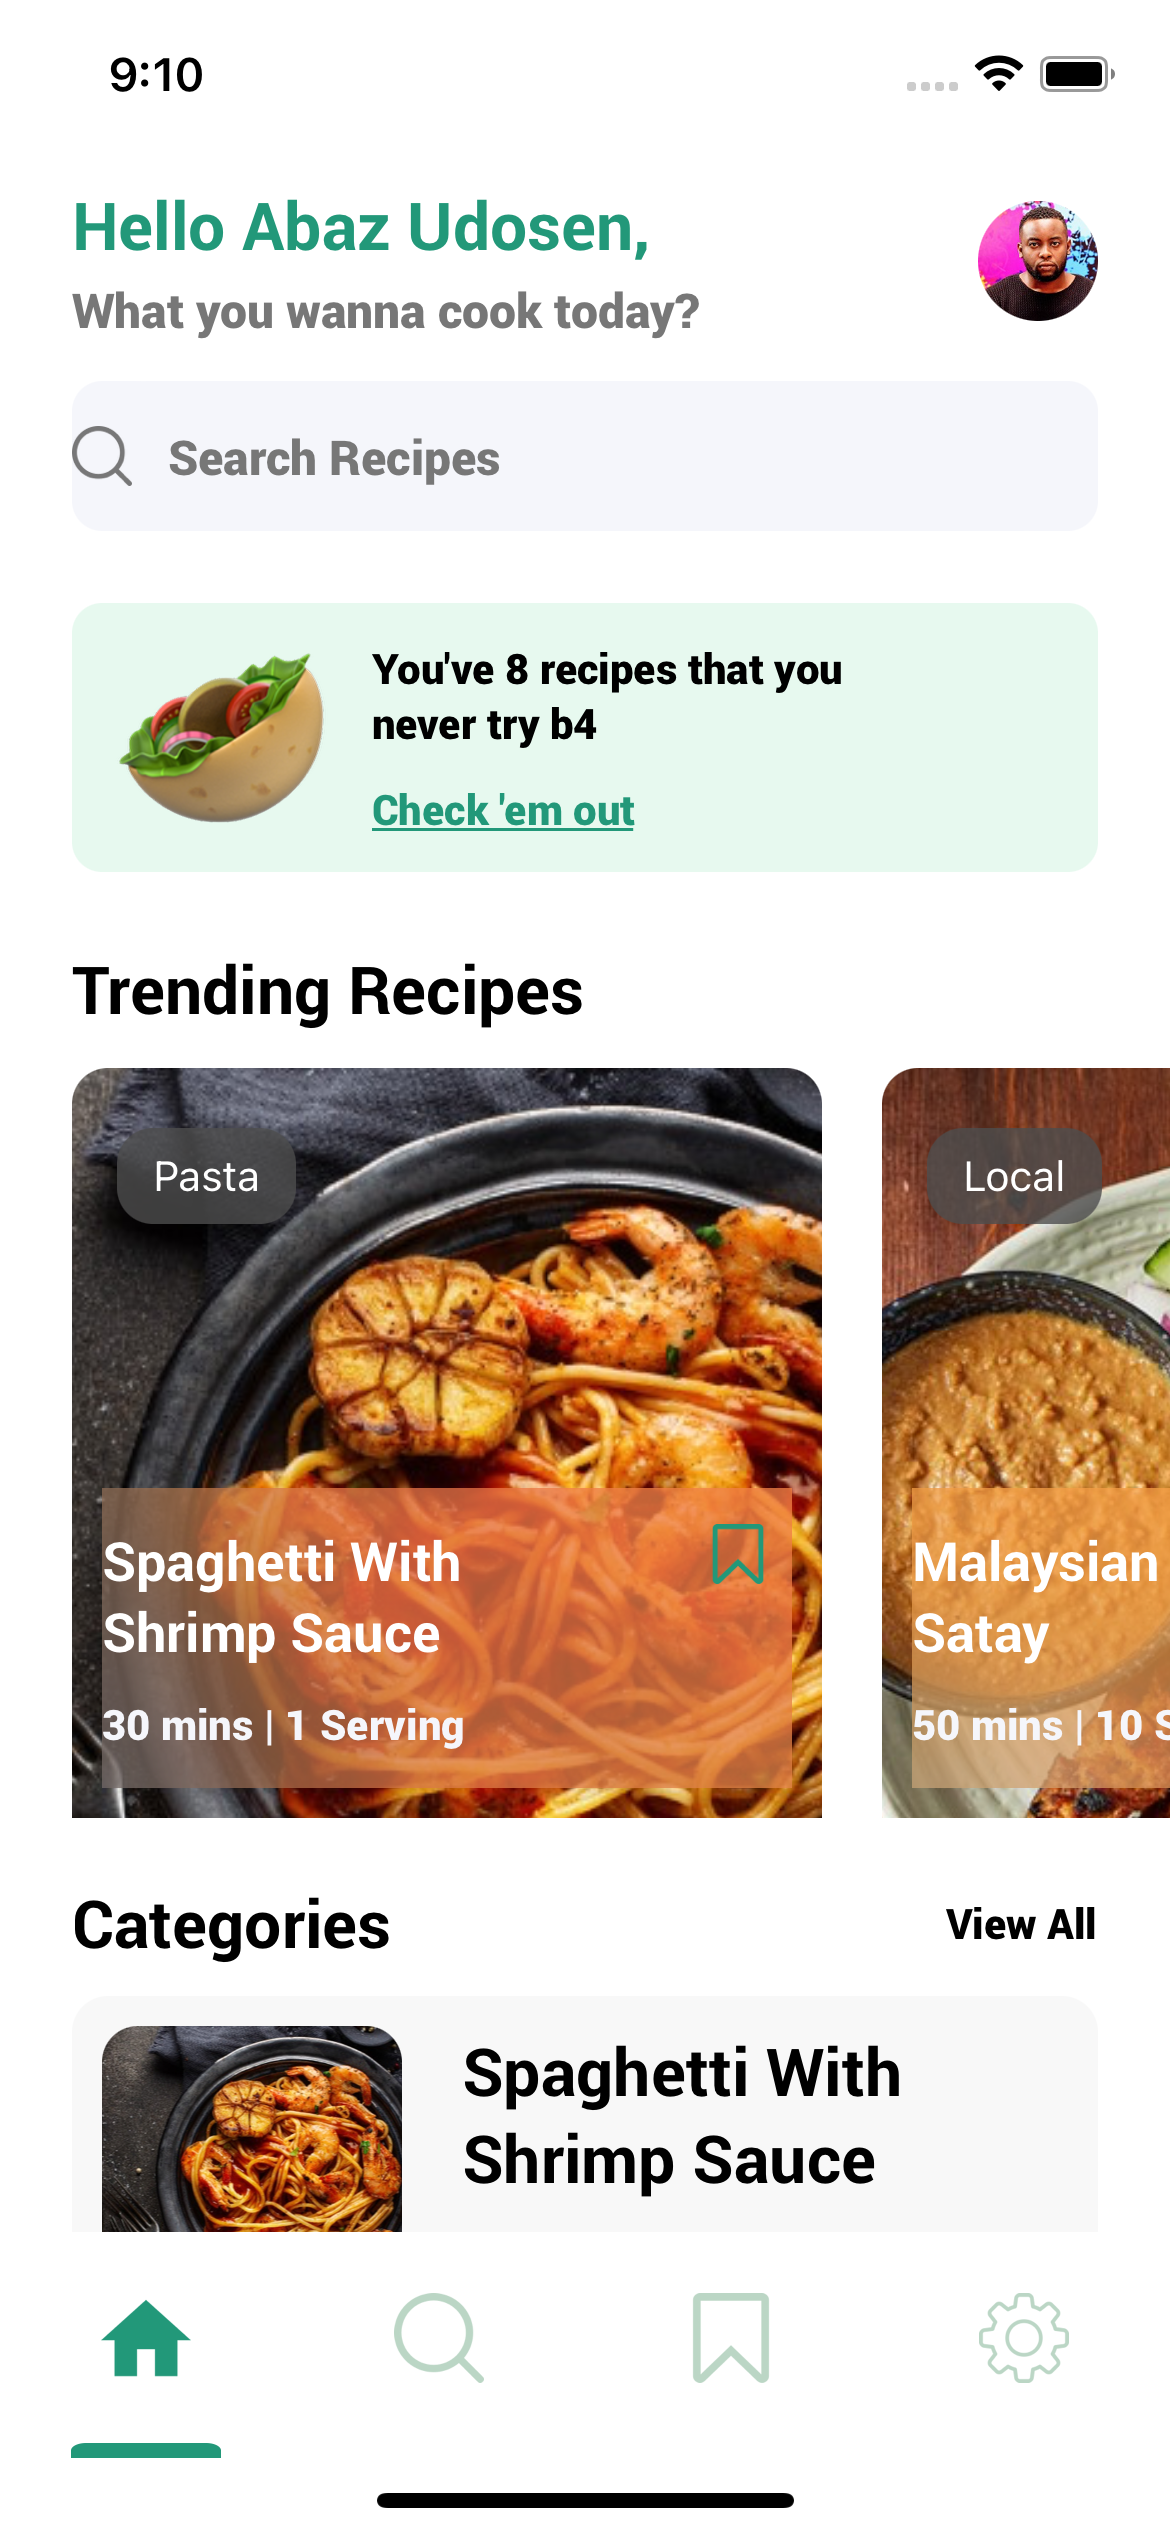 9:10
Hello Abaz Udosen,
What you wanna cook today?
Search Recipes
You've 8 recipes that you
never try b4
Check 'em out
Trending Recipes
Pasta
Spaghetti With
Shrimp Sauce
30 mins | 1 Serving
Local
Malaysian
Satay
50 mins | 10 S
Categories
View All
Spaghetti With
Shrimp Sauce